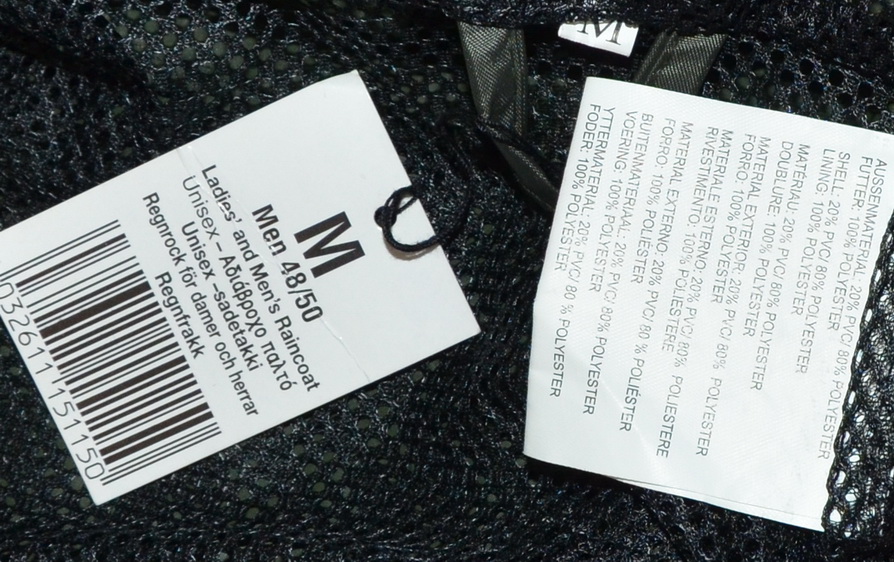 M
M
Men 48/50
Ladies' and Men's Raincoat
Unisex – Αδιάβροχο παλτό
Unisex –sadetakki
Regnrock för damer och herrar
Regnfrakk
032611151150
AUSSENMATERIAL: 20% PVC/ 80% POLYESTER
FUTTER: 100% POLYESTER
SHELL: 20% PVC/ 80% POLYESTER
LINING: 100% POLYESTER
MATERIAU: 20% PVC/ 80% POLYESTER
DOUBLURE: 100% POLYESTER
MATERIAL EXTERIOR: 20% PVC/ 80% POLYESTER
FORRO: 100% POLYESTER
MATERIALE ESTERNO: 20% PVC/ 80% POLIESTERE
RIVESTIMENTO: 100% POLIESTERE
MATERIAL EXTERNO: 20% PVC/ 80 % POLIÉSTER
FORRO: 100% POLIÉSTER
BUITENMATERIAAL: 20% PVC/ 80% POLYESTER
VOERING: 100% POLYESTER
YTTERMATERIAL: 20% PVC/ 80 % POLYESTER
FODER: 100% POLYESTER